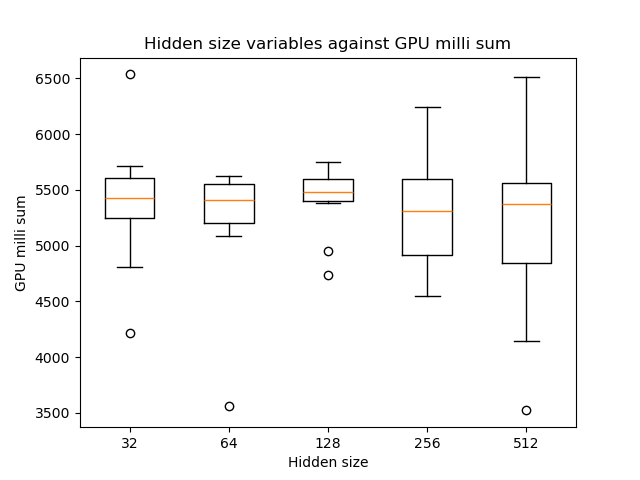 Hidden size variables against GPU milli sum
6500
6000
5500
5000
4500
4000
3500
GPU milli sum
32 64 128 256 512
Hidden size